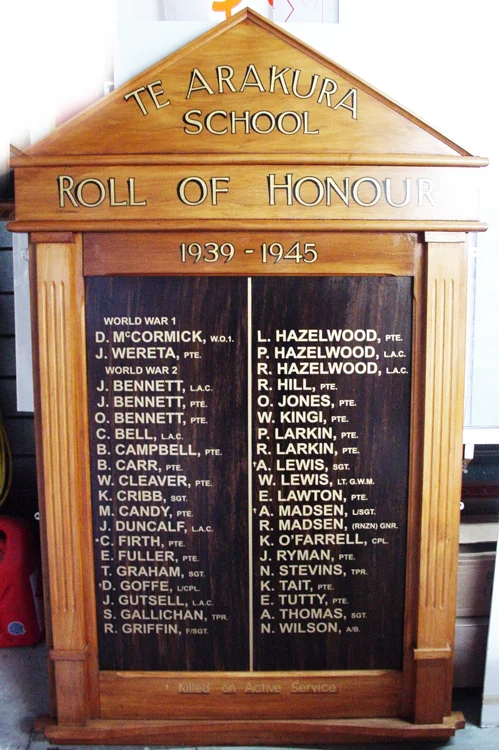 TE ARAKURA
SCHOOL
ROLL OF HONOUR
1939 - 1945
WORLD WAR 1
D. McCORMICK, W.O.1.
J. WERETA, PTE.
WORLD WAR 2
J. BENNETT, L.A.C.
J. BENNETT, PTE.
O. BENNETT, PTE.
C. BELL, L.A.C.
B. CAMPBELL, PTE.
B. CARR, PTE.
W. CLEAVER, PTE.
K. CRIBB, SGT.
M. CANDY, PTE.
J. DUNCALF, L.A.C.
†C. FIRTH, PTE.
E. FULLER, PTE.
T. GRAHAM, SGT.
†D. GOFFE, L/CPL.
J. GUTSELL, L.A.C.
S. GALLICHAN, TPR.
R. GRIFFIN, F/SGT.
L. HAZELWOOD, PTE.
P. HAZELWOOD, L.A.C.
R. HAZELWOOD, L.A.C.
R. HILL, PTE.
O. JONES, PTE.
W. KINGI, PTE.
P. LARKIN, PTE.
R. LARKIN, PTE.
†A. LEWIS, SGT.
W. LEWIS, LT. G.W.M.
E. LAWTON, PTE.
†A. MADSEN, L/SGT.
R. MADSEN, (RNZN) GNR.
K. O'FARRELL, CPL.
J. RYMAN, PTE.
N. STEVINS, TPR.
K. TAIT, PTE.
E. TUTTY, PTE.
A. THOMAS, SGT.
N. WILSON, A/B.
† Killed on Active Service